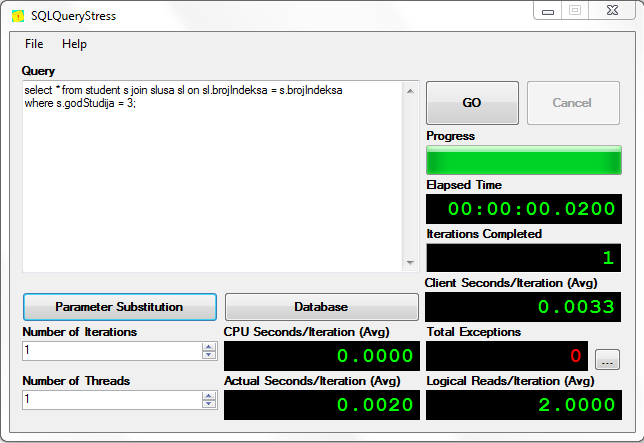 SQLQueryStress
File Help
Query
select * from student s join slusa sl on sl.brojIndeksa = s.brojIndeksa
where s.godStudija = 3;
GO
Cancel
Progress
Elapsed Time
00:00:00.0200
Iterations Completed
1
Client Seconds/Iteration (Avg)
0.0033
Parameter Substitution
Database
Number of Iterations
1
CPU Seconds/Iteration (Avg)
0.0000
Total Exceptions
0
...
Number of Threads
1
Actual Seconds/Iteration (Avg)
0.0020
Logical Reads/Iteration (Avg)
2.0000